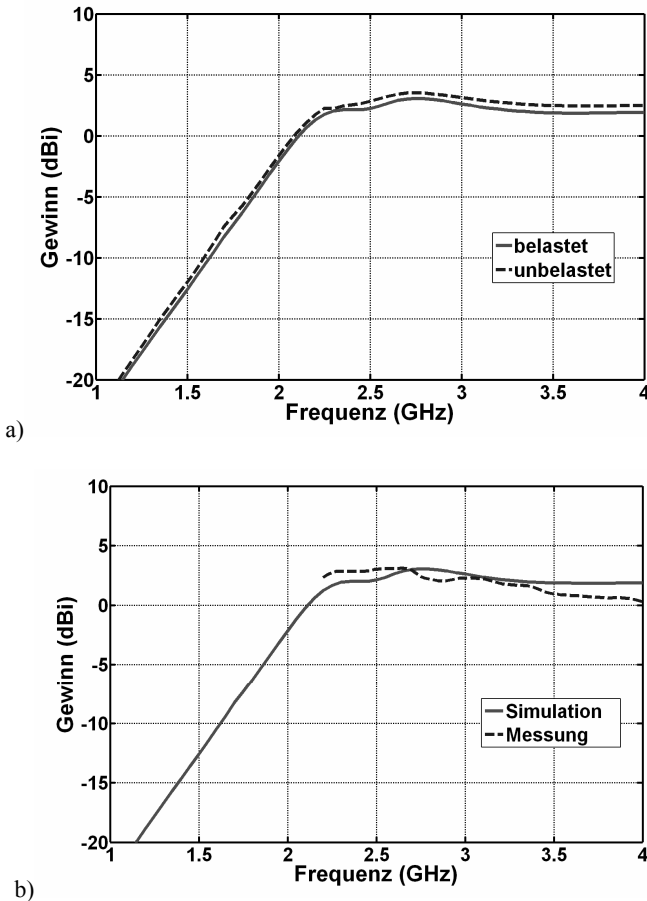 10
5
0
-5
-10
-15
-20
Gewinn (dBi)
belastet
unbelastet
1 1.5 2 2.5 3 3.5 4
Frequenz (GHz)
a)
10
5
0
-5
-10
-15
-20
Gewinn (dBi)
Simulation
Messung
1 1.5 2 2.5 3 3.5 4
Frequenz (GHz)
b)